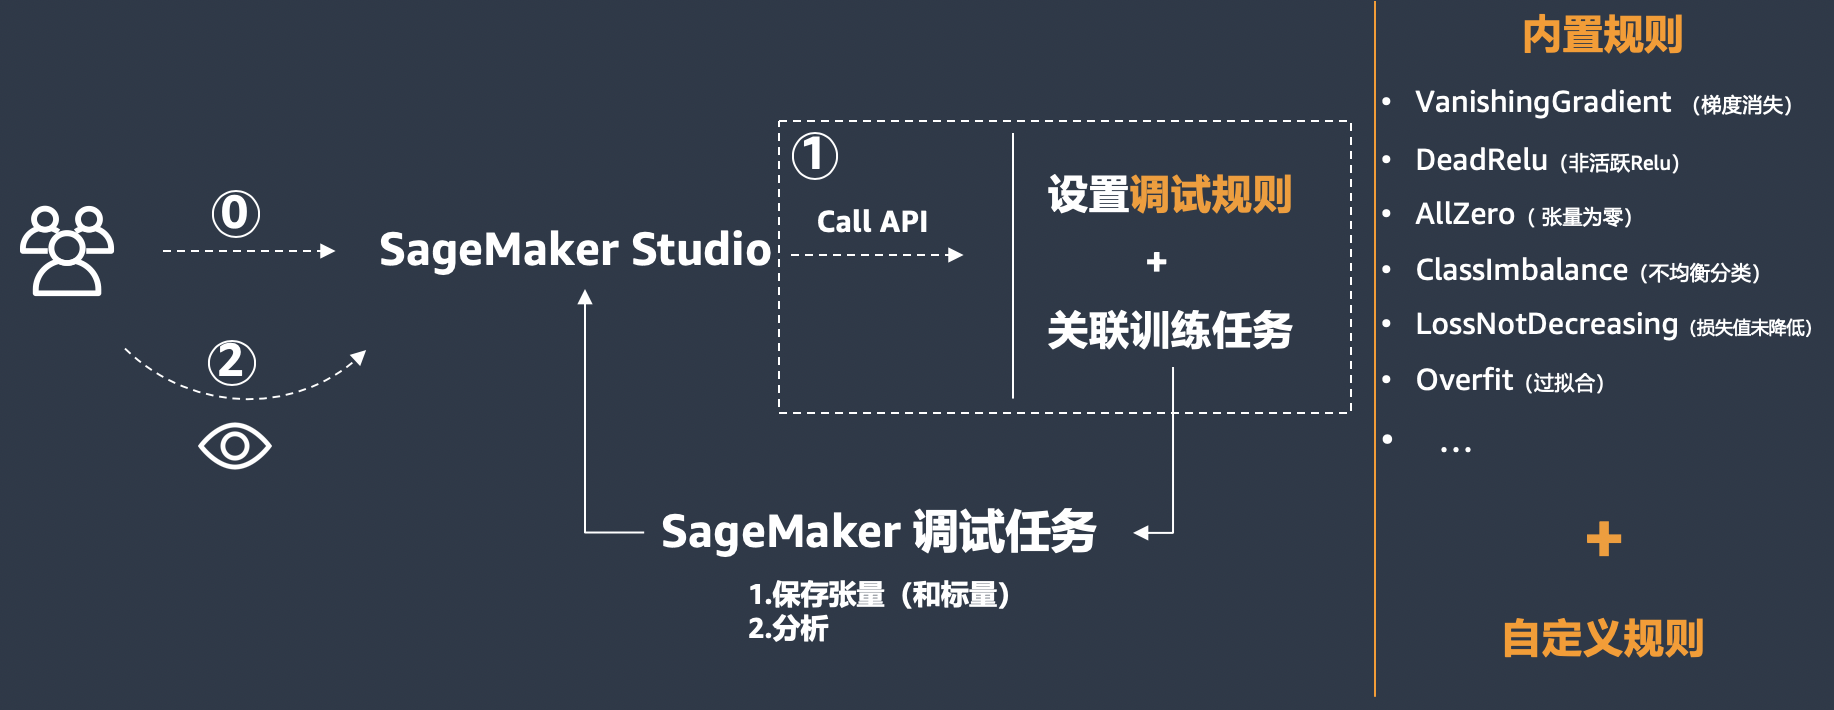 ⓪
SageMaker Studio
②
①
Call API
设置调试规则
+
关联训练任务
SageMaker 调试任务
1.保存张量（和标量）
2.分析
内置规则
• VanishingGradient （梯度消失）
• DeadRelu（非活跃Relu）
• AllZero（ 张量为零）
• ClassImbalance（不均衡分类）
• LossNotDecreasing（损失值未降低）
• Overfit（过拟合）
• …
+
自定义规则